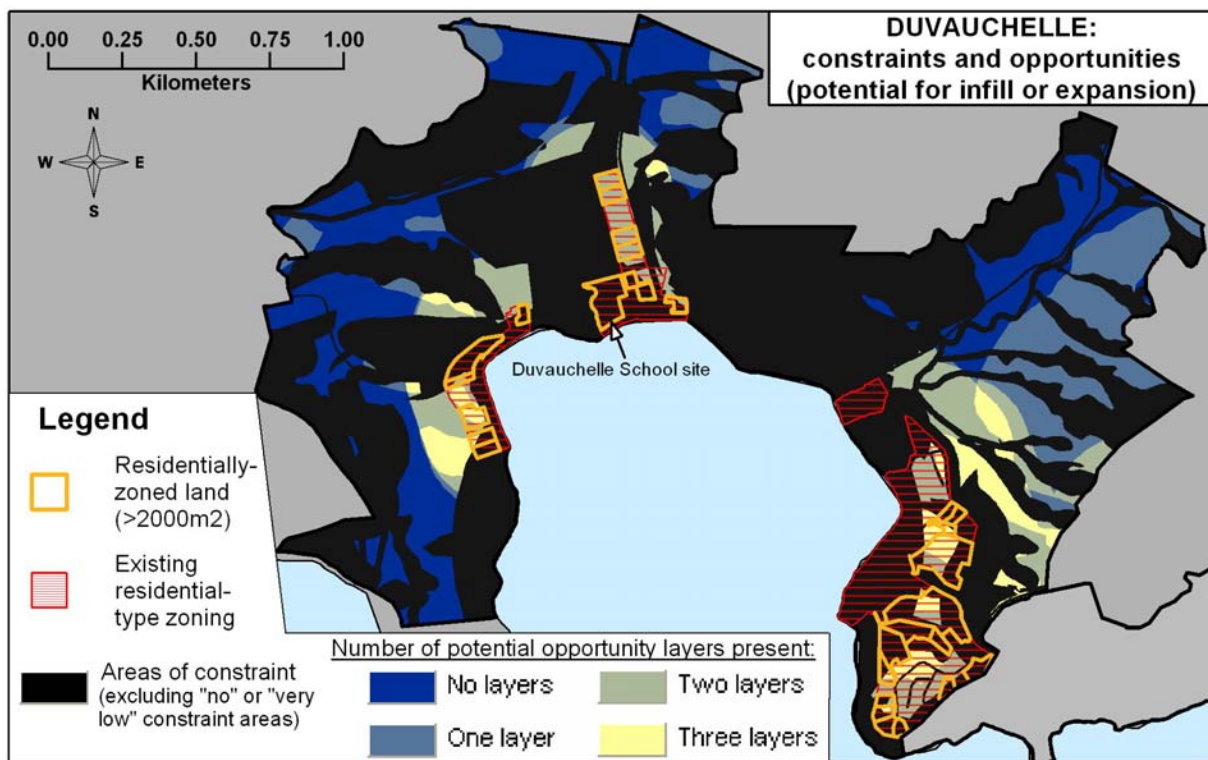 DUVAUCHELLE:
constraints and opportunities
(potential for infill or expansion)
0.00 0.25 0.50 0.75 1.00
Kilometers
N
W E
S
Duvauchelle School site
Legend
Residentially-
zoned land
(>2000m2)
Existing
residential-
type zoning
Areas of constraint
(excluding "no" or "very
low" constraint areas)
Number of potential opportunity layers present:
No layers
Two layers
One layer
Three layers